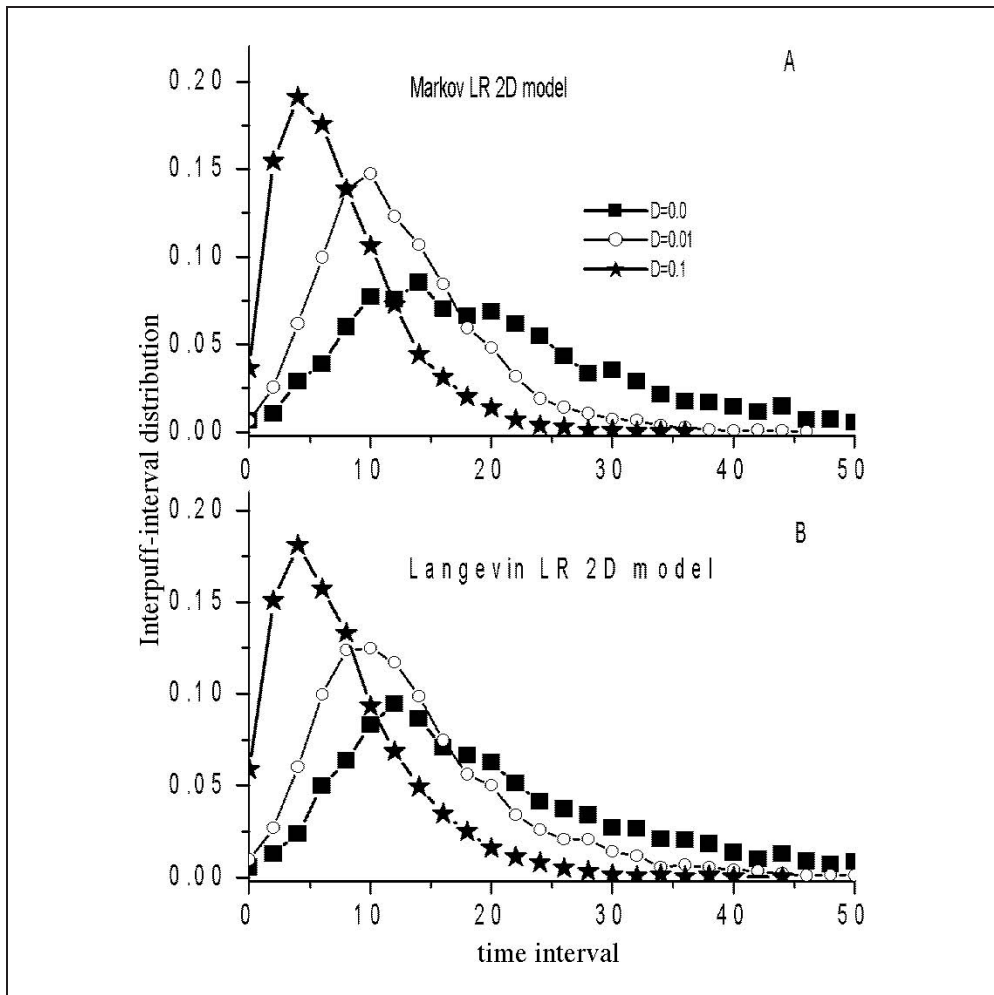 A
Markov LR 2D model
D=0.0
D=0.01
D=0.1
0.20
0.15
0.10
0.05
0.00
0 10 20 30 40 50
Interpuff-interval distribution
B
Langevin LR 2D model
0.20
0.15
0.10
0.05
0.00
0 10 20 30 40 50
time interval